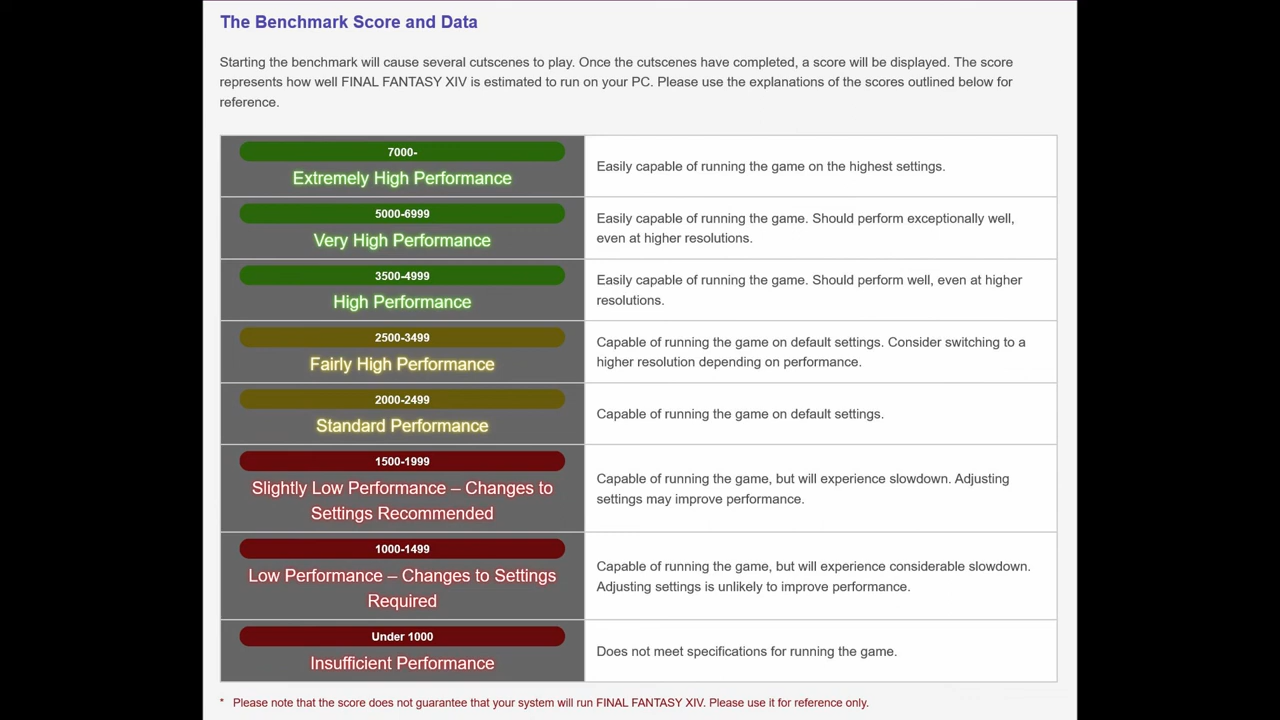 The Benchmark Score and Data
Starting the benchmark will cause several cutscenes to play. Once the cutscenes have completed, a score will be displayed. The score
represents how well FINAL FANTASY XIV is estimated to run on your PC. Please use the explanations of the scores outlined below for
reference.
7000-
Extremely High Performance
Easily capable of running the game on the highest settings.
5000-6999
Very High Performance
Easily capable of running the game. Should perform exceptionally well,
even at higher resolutions.
3500-4999
High Performance
Easily capable of running the game. Should perform well, even at higher
resolutions.
2500-3499
Fairly High Performance
Capable of running the game on default settings. Consider switching to a
higher resolution depending on performance.
2000-2499
Standard Performance
Capable of running the game on default settings.
1500-1999
Slightly Low Performance – Changes to
Settings Recommended
Capable of running the game, but will experience slowdown. Adjusting
settings may improve performance.
1000-1499
Low Performance – Changes to Settings
Required
Capable of running the game, but will experience considerable slowdown.
Adjusting settings is unlikely to improve performance.
Under 1000
Insufficient Performance
Does not meet specifications for running the game.
* Please note that the score does not guarantee that your system will run FINAL FANTASY XIV. Please use it for reference only.